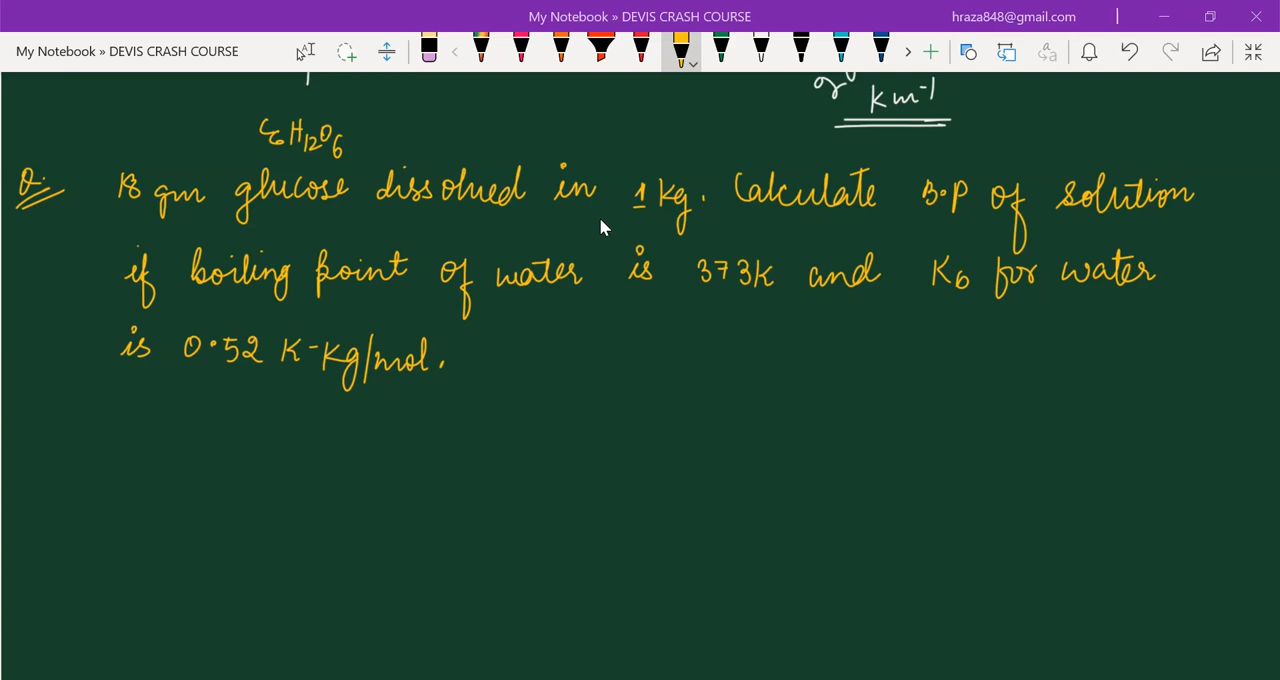 My Notebook » DEVIS CRASH COURSE
hraza848@gmail.com
My Notebook » DEVIS CRASH COURSE
K m⁻¹
C6H12O6
Q. 18 gm glucose dissolved in 1 Kg. Calculate B.P of solution
if boiling point of water is 373K and Kb for water
is 0.52 K-Kg/mol.